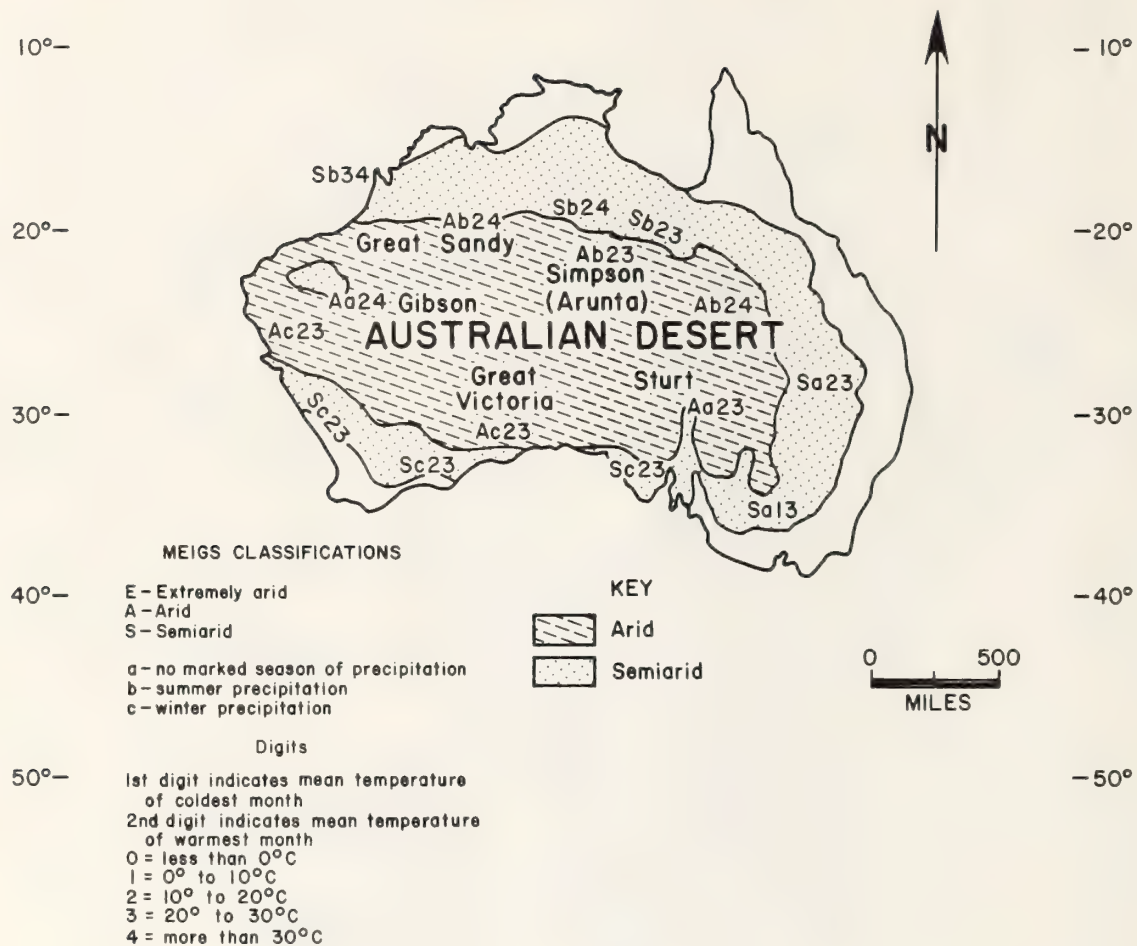 10°—
— 10°
N
Sb34
20°—
Ab24
Sb24
Sb23
—20°
Great Sandy
Ab23
Simpson
(Arunta)
Aa24 Gibson
Ab24
Ac23
AUSTRALIAN DESERT
Great
Victoria
Sturt
Sa23
30°—
Sc23
Aa23
—30°
Ac23
Sc23
Sc23
Sa13
MEIGS CLASSIFICATIONS
40°—
E – Extremely arid
A – Arid
S – Semiarid
a – no marked season of precipitation
b – summer precipitation
c – winter precipitation
KEY
Arid
Semiarid
—40°
0 500
MILES
Digits
50°—
—50°
1st digit indicates mean temperature
of coldest month
2nd digit indicates mean temperature
of warmest month
0 = less than 0°C
1 = 0° to 10°C
2 = 10° to 20°C
3 = 20° to 30°C
4 = more than 30°C